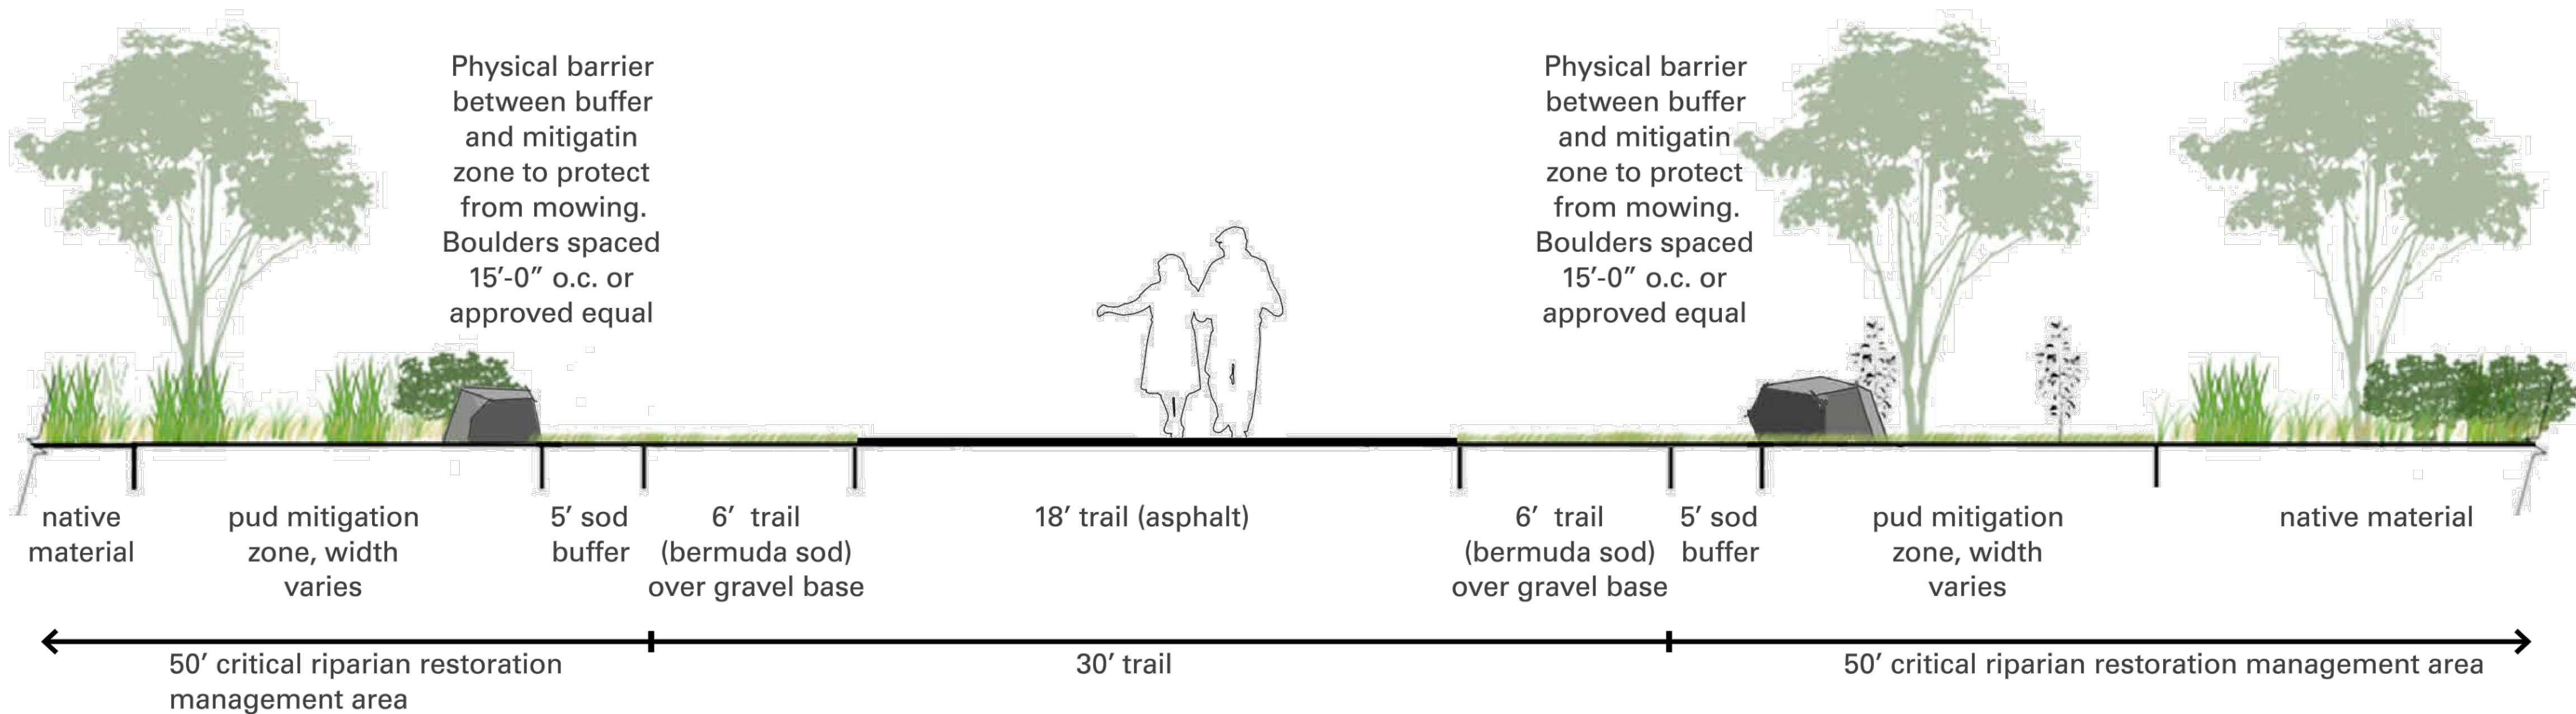 Physical barrier
between buffer
and mitigatin
zone to protect
from mowing.
Boulders spaced
15’-0” o.c. or
approved equal
Physical barrier
between buffer
and mitigatin
zone to protect
from mowing.
Boulders spaced
15’-0” o.c. or
approved equal
native
material
pud mitigation
zone, width
varies
5’ sod
buffer
6’ trail
(bermuda sod)
over gravel base
18’ trail (asphalt)
6’ trail
(bermuda sod)
over gravel base
5’ sod
buffer
pud mitigation
zone, width
varies
native material
50’ critical riparian restoration
management area
30’ trail
50’ critical riparian restoration management area